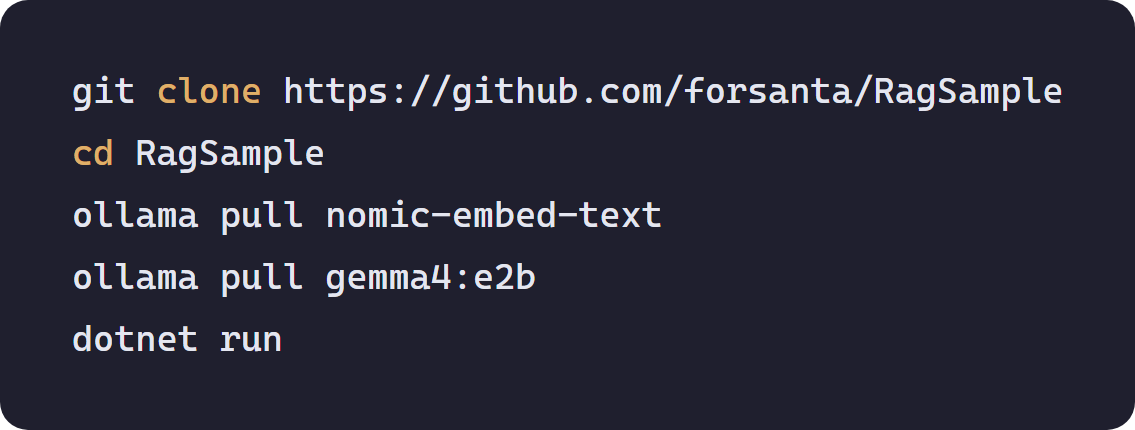 git clone https://github.com/forsanta/RagSample
cd RagSample
ollama pull nomic-embed-text
ollama pull gemma4:e2b
dotnet run